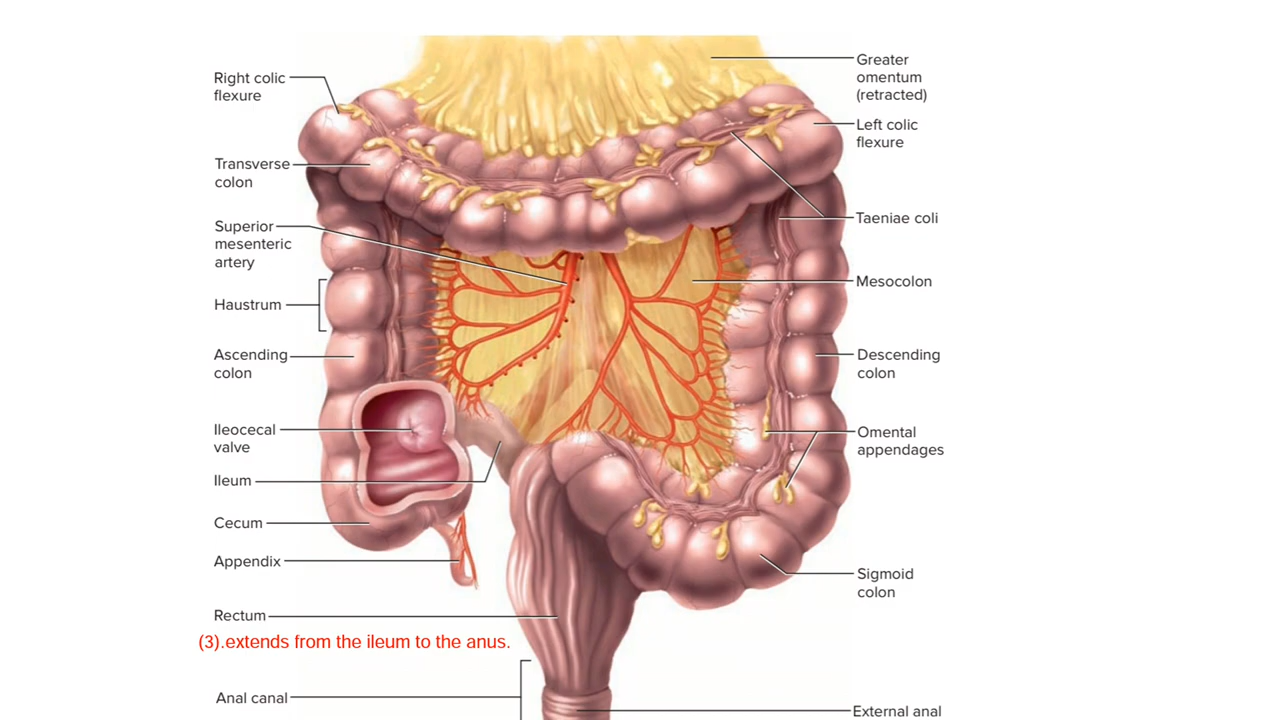 Right colic
flexure
Transverse
colon
Superior
mesenteric
artery
Haustrum
Ascending
colon
Ileocecal
valve
Ileum
Cecum
Appendix
Rectum
(3).extends from the ileum to the anus.
Anal canal
Greater
omentum
(retracted)
Left colic
flexure
Taeniae coli
Mesocolon
Descending
colon
Omental
appendages
Sigmoid
colon
External anal